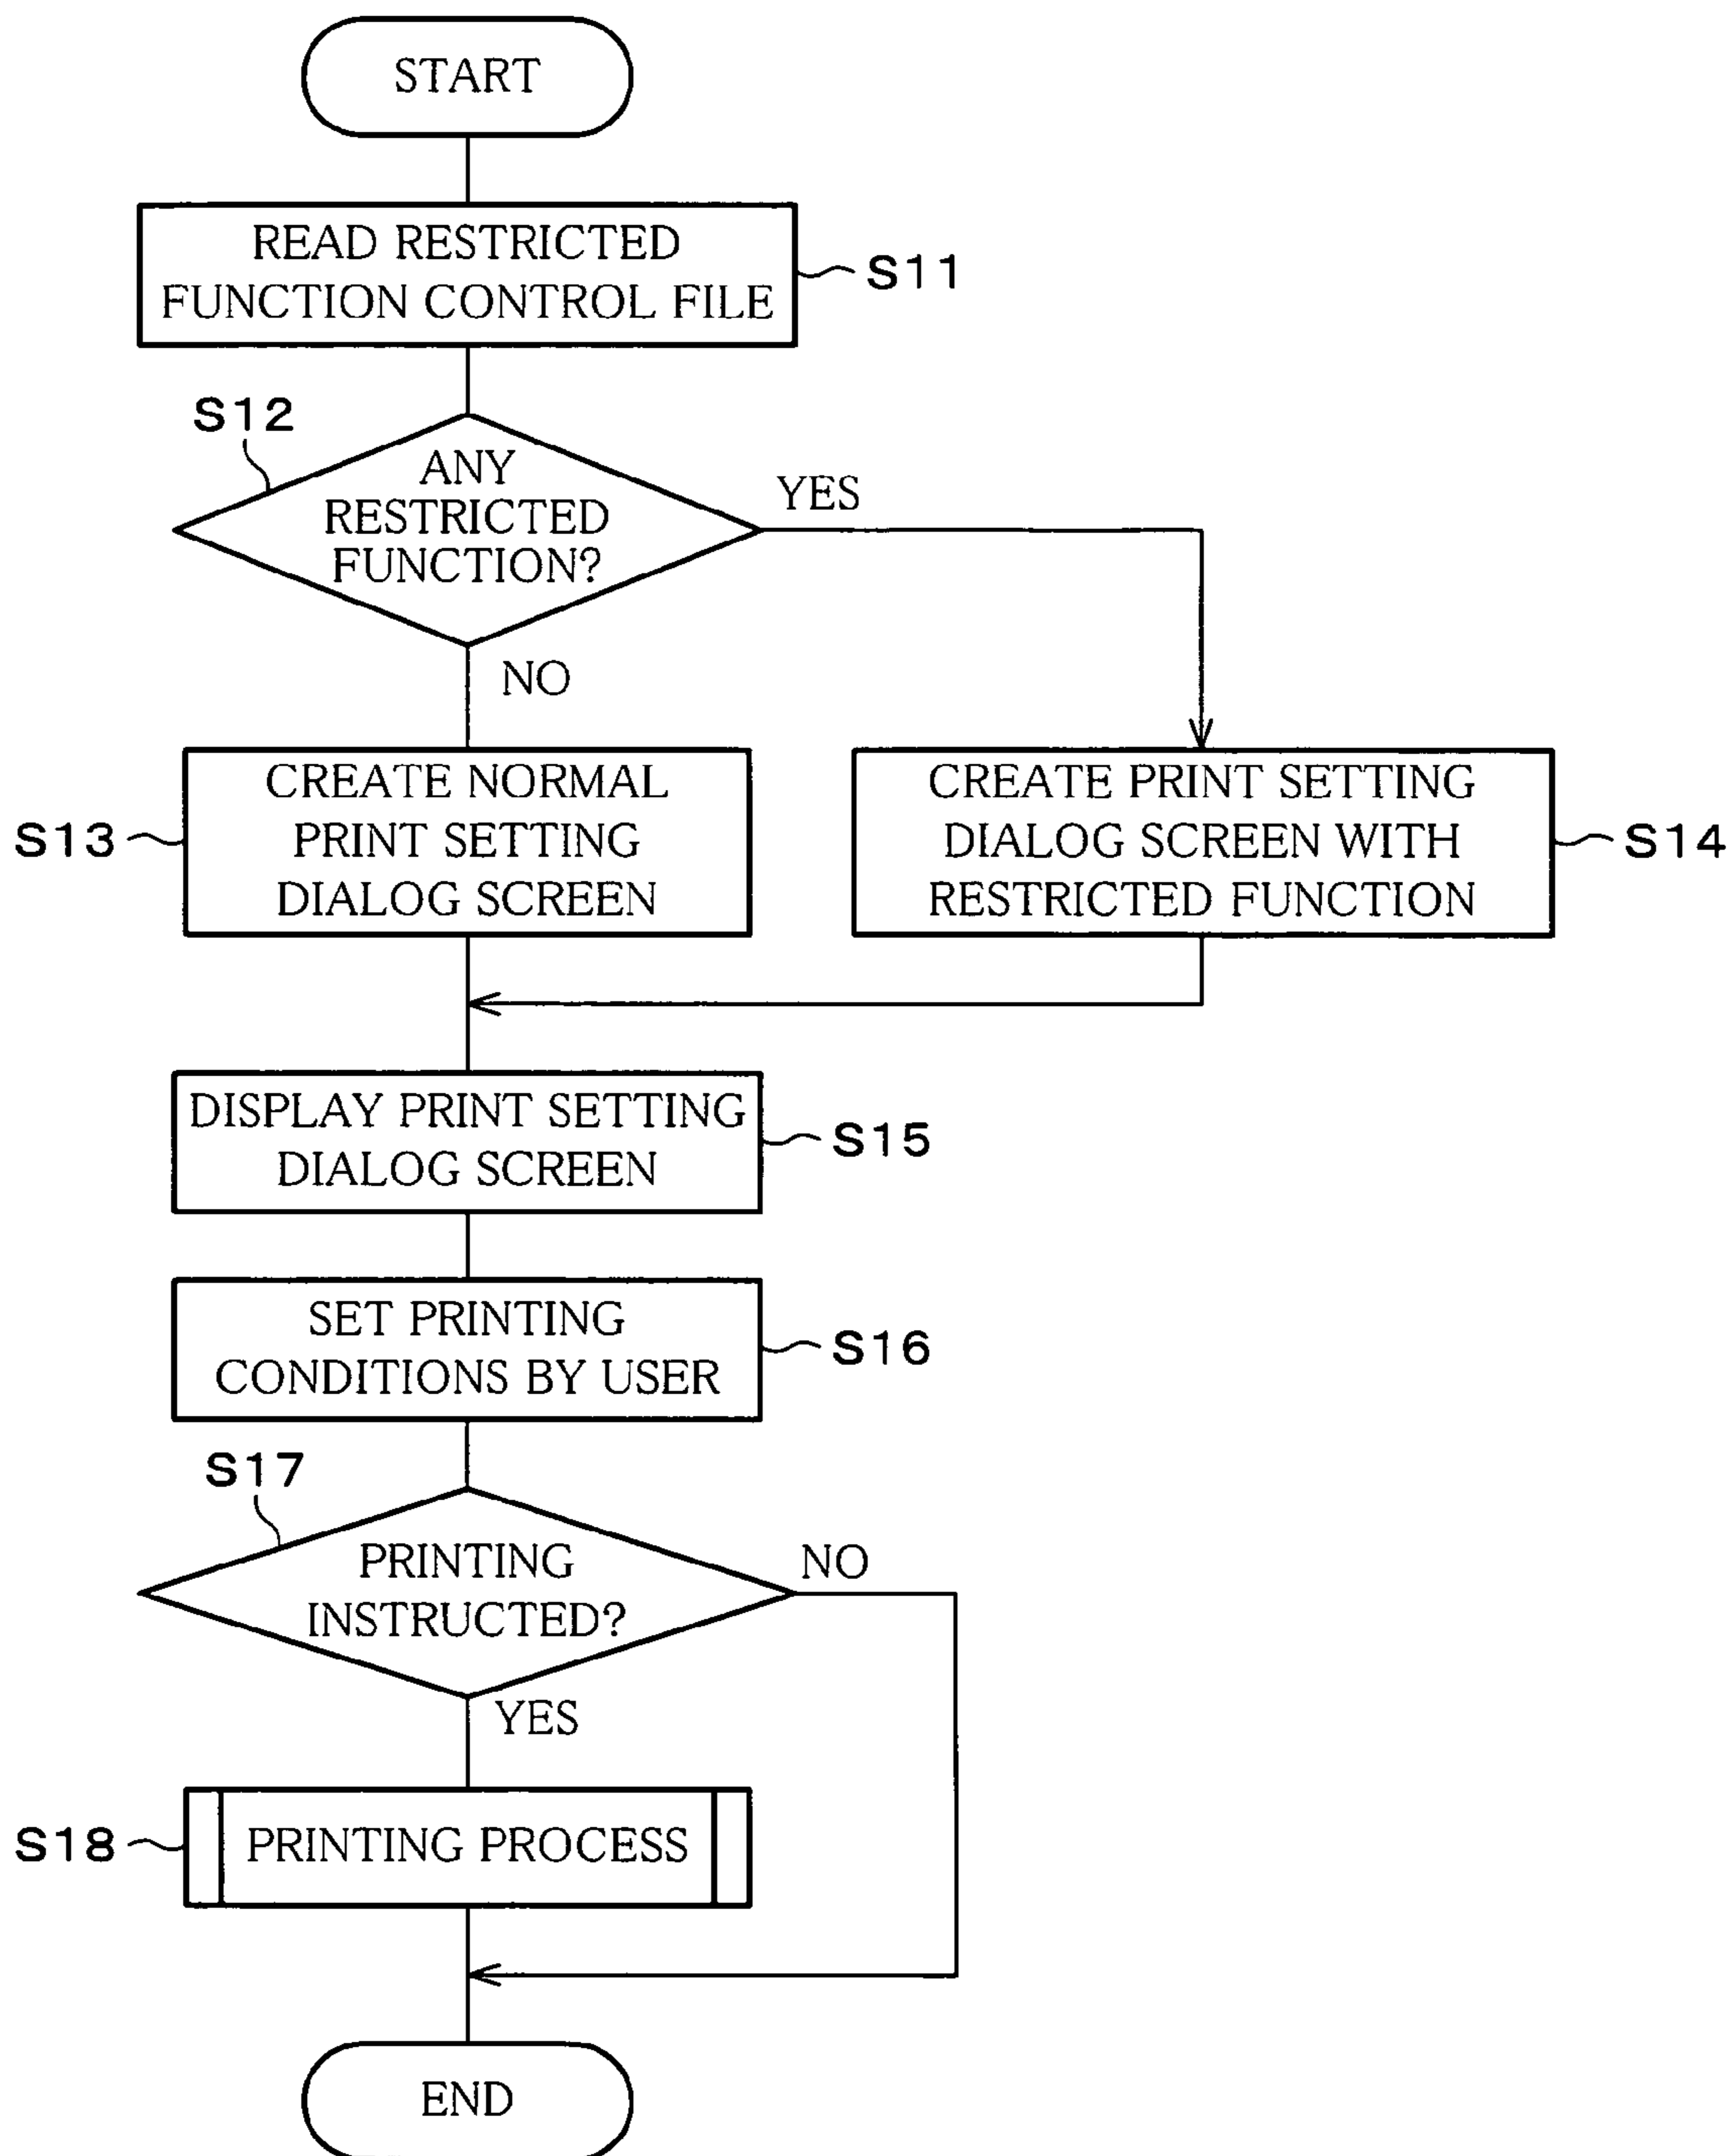 START
READ RESTRICTED
FUNCTION CONTROL FILE
S11
S12
ANY
RESTRICTED
FUNCTION?
YES
NO
S13
CREATE NORMAL
PRINT SETTING
DIALOG SCREEN
CREATE PRINT SETTING
DIALOG SCREEN WITH
RESTRICTED FUNCTION
S14
DISPLAY PRINT SETTING
DIALOG SCREEN
S15
SET PRINTING
CONDITIONS BY USER
S16
S17
PRINTING
INSTRUCTED?
NO
YES
S18
PRINTING PROCESS
END